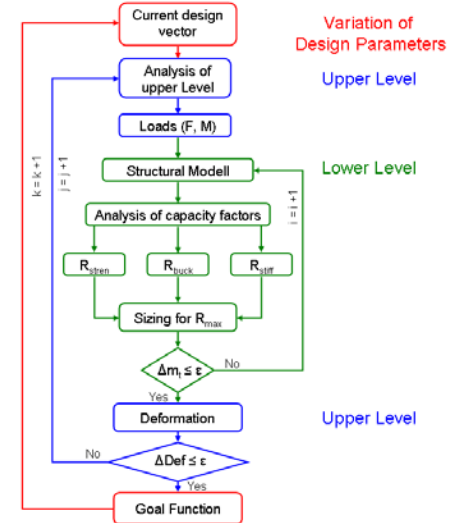 Current design
vector
Variation of
Design Parameters
Analysis of
upper Level
Upper Level
Loads (F, M)
k = k +1
j = j +1
Structural Modell
Lower Level
i = i +1
Analysis of capacity factors
R_stren
R_buck
R_stiff
Sizing for R_max
Δm_t ≤ ε
No
Yes
Deformation
Upper Level
No
ΔDef ≤ ε
Yes
Goal Function